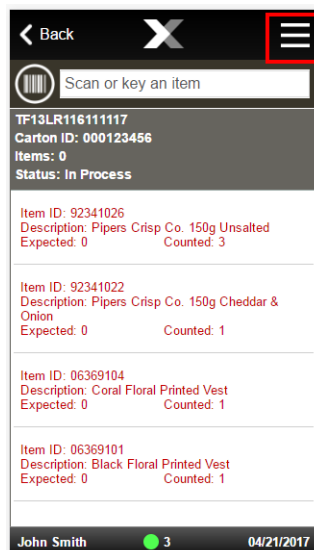 Back
Scan or key an item
TF13LR116111117
Carton ID: 000123456
Items: 0
Status: In Process
Item ID: 92341026
Description: Pipers Crisp Co. 150g Unsalted
Expected: 0 Counted: 3
Item ID: 92341022
Description: Pipers Crisp Co. 150g Cheddar &
Onion
Expected: 0 Counted: 1
Item ID: 06369104
Description: Coral Floral Printed Vest
Expected: 0 Counted: 1
Item ID: 06369101
Description: Black Floral Printed Vest
Expected: 0 Counted: 1
John Smith 3 04/21/2017